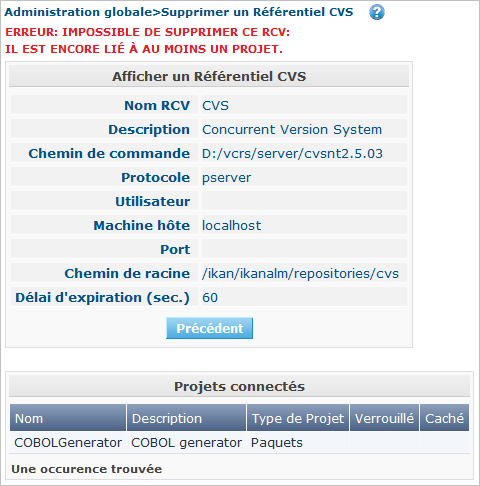 Administration globale>Supprimer un Référentiel CVS ?
ERREUR: IMPOSSIBLE DE SUPPRIMER CE RCV:
IL EST ENCORE LIÉ À AU MOINS UN PROJET.
Afficher un Référentiel CVS
Nom RCV CVS
Description Concurrent Version System
Chemin de commande D:/vcrs/server/cvsnt2.5.03
Protocole pserver
Utilisateur
Machine hôte localhost
Port
Chemin de racine /ikan/ikanalm/repositories/cvs
Délai d'expiration (sec.) 60
Précédent
Projets connectés
Nom Description Type de Projet Verrouillé Caché
COBOLGenerator COBOL generator Paquets
Une occurence trouvée